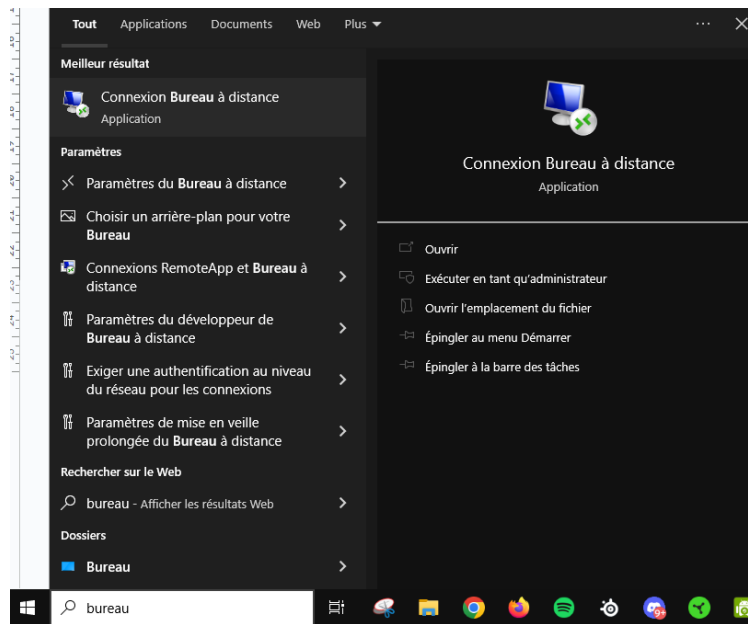 Tout Applications Documents Web Plus
Meilleur résultat
Connexion Bureau à distance
Application
Paramètres
Paramètres du Bureau à distance
Choisir un arrière-plan pour votre
Bureau
Connexions RemoteApp et Bureau à
distance
Paramètres du développeur de
Bureau à distance
Exiger une authentification au niveau
du réseau pour les connexions
Paramètres de mise en veille
prolongée du Bureau à distance
Rechercher sur le Web
bureau - Afficher les résultats Web
Dossiers
Bureau
bureau
Connexion Bureau à distance
Application
Ouvrir
Exécuter en tant qu'administrateur
Ouvrir l'emplacement du fichier
Épingler au menu Démarrer
Épingler à la barre des tâches
9+